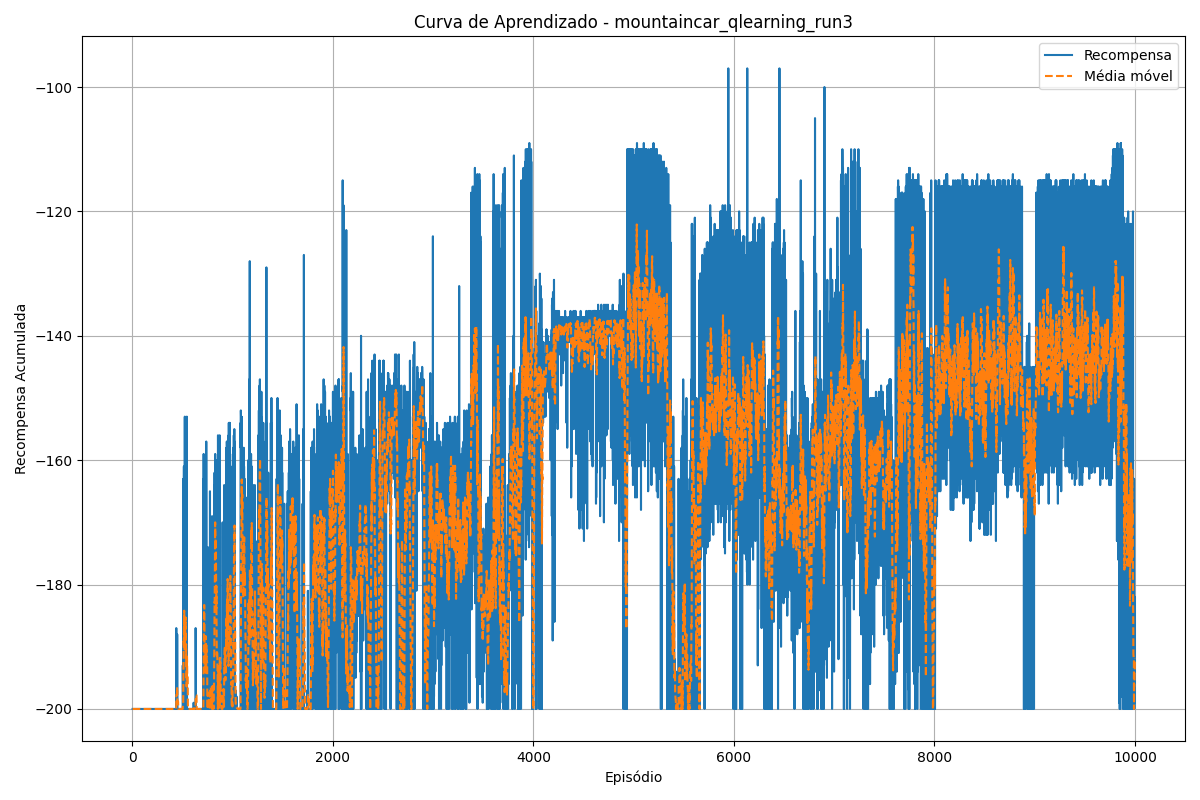 Curva de Aprendizado - mountaincar_qlearning_run3
Recompensa
Média móvel
Recompensa Acumulada
−100
−120
−140
−160
−180
−200
0
2000
4000
6000
8000
10000
Episódio